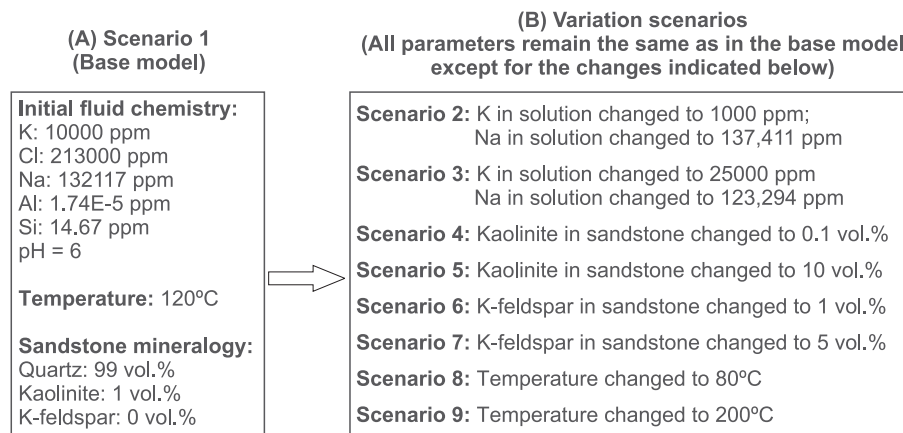 (A) Scenario 1
(Base model)
Initial fluid chemistry:
K: 10000 ppm
Cl: 213000 ppm
Na: 132117 ppm
Al: 1.74E-5 ppm
Si: 14.67 ppm
pH = 6
Temperature: 120ºC
Sandstone mineralogy:
Quartz: 99 vol.%
Kaolinite: 1 vol.%
K-feldspar: 0 vol.%
(B) Variation scenarios
(All parameters remain the same as in the base model
except for the changes indicated below)
Scenario 2: K in solution changed to 1000 ppm;
Na in solution changed to 137,411 ppm
Scenario 3: K in solution changed to 25000 ppm
Na in solution changed to 123,294 ppm
Scenario 4: Kaolinite in sandstone changed to 0.1 vol.%
Scenario 5: Kaolinite in sandstone changed to 10 vol.%
Scenario 6: K-feldspar in sandstone changed to 1 vol.%
Scenario 7: K-feldspar in sandstone changed to 5 vol.%
Scenario 8: Temperature changed to 80ºC
Scenario 9: Temperature changed to 200ºC